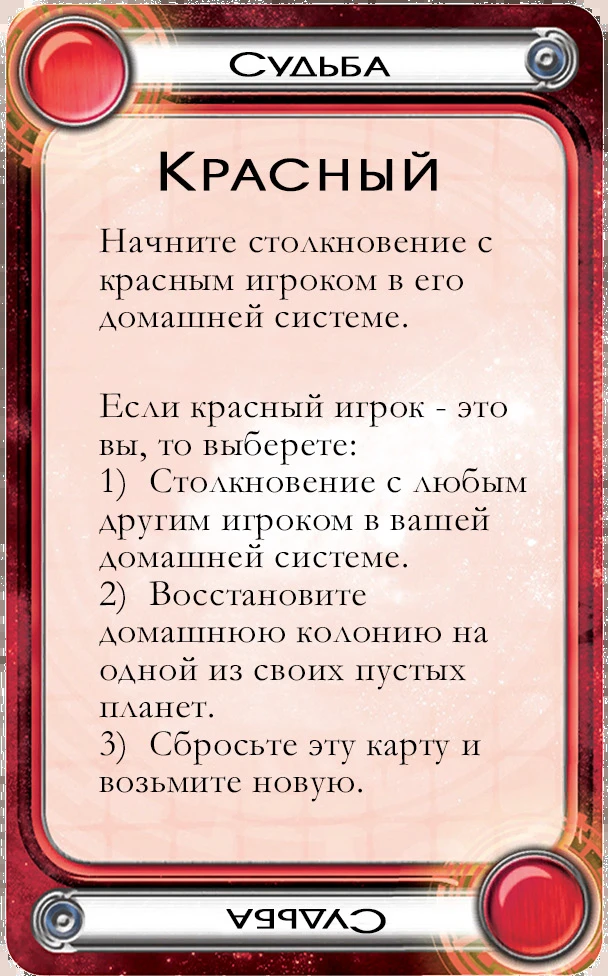 Судьба
Красный
Начните столкновение с
красным игроком в его
домашней системе.
Если красный игрок - это
вы, то выберете:
1) Столкновение с любым
другим игроком в вашей
домашней системе.
2) Восстановите
домашнюю колонию на
одной из своих пустых
планет.
3) Сбросьте эту карту и
возьмите новую.
Судьба